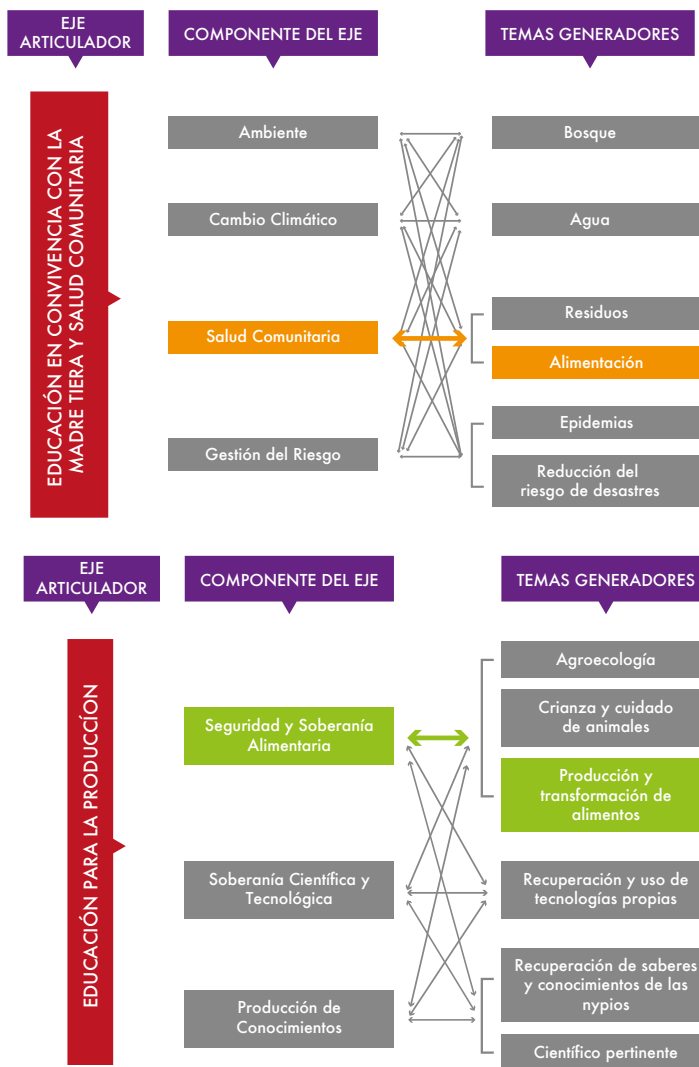 EJE
ARTICULADOR
COMPONENTE DEL EJE
TEMAS GENERADORES
EDUCACIÓN EN CONVIVENCIA CON LA
MADRE TIERA Y SALUD COMUNITARIA
Ambiente
Bosque
Cambio Climático
Agua
Salud Comunitaria
Residuos
Alimentación
Gestión del Riesgo
Epidemias
Reducción del
riesgo de desastres
EJE
ARTICULADOR
COMPONENTE DEL EJE
TEMAS GENERADORES
EDUCACIÓN PARA LA PRODUCCÍON
Seguridad y Soberanía
Alimentaria
Agroecología
Crianza y cuidado
de animales
Producción y
transformación de
alimentos
Soberanía Científica y
Tecnológica
Recuperación y uso de
tecnologías propias
Producción de
Conocimientos
Recuperación de saberes
y conocimientos de las
nypios
Científico pertinente